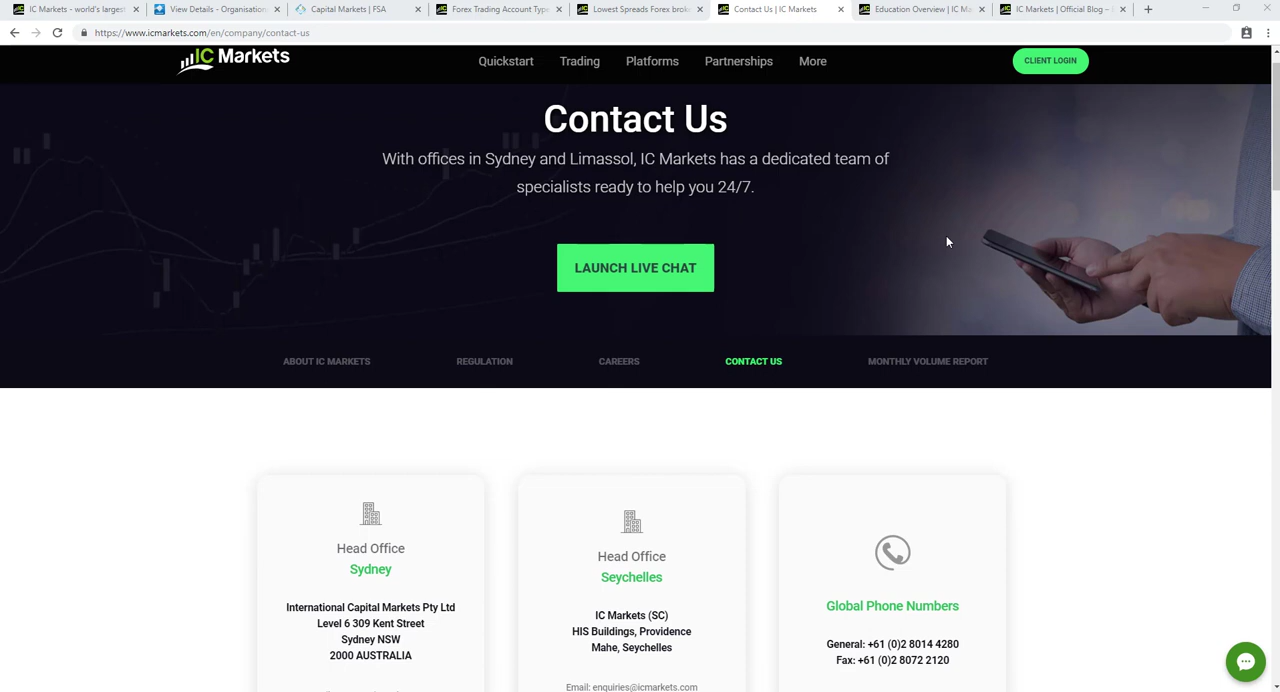 IC Markets - world's largest
View Details - Organisation
Capital Markets | FSA
Forex Trading Account Type
Lowest Spreads Forex broke
Contact Us | IC Markets
Education Overview | IC Ma
IC Markets | Official Blog –
https://www.icmarkets.com/en/company/contact-us
IC Markets
Quickstart
Trading
Platforms
Partnerships
More
CLIENT LOGIN
Contact Us
With offices in Sydney and Limassol, IC Markets has a dedicated team of
specialists ready to help you 24/7.
LAUNCH LIVE CHAT
ABOUT IC MARKETS
REGULATION
CAREERS
CONTACT US
MONTHLY VOLUME REPORT
Head Office
Sydney
International Capital Markets Pty Ltd
Level 6 309 Kent Street
Sydney NSW
2000 AUSTRALIA
Head Office
Seychelles
IC Markets (SC)
HIS Buildings, Providence
Mahe, Seychelles
Email: enquiries@icmarkets.com
Global Phone Numbers
General: +61 (0)2 8014 4280
Fax: +61 (0)2 8072 2120